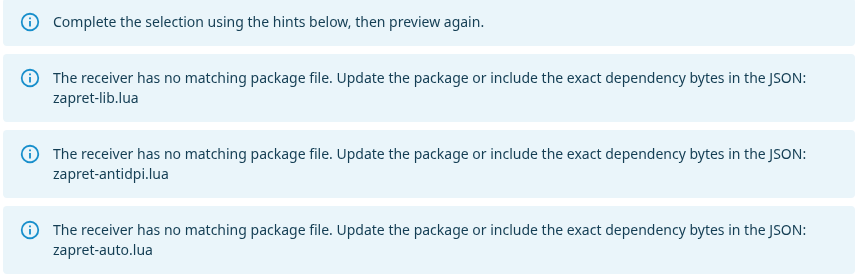 Complete the selection using the hints below, then preview again.
The receiver has no matching package file. Update the package or include the exact dependency bytes in the JSON:
zapret-lib.lua
The receiver has no matching package file. Update the package or include the exact dependency bytes in the JSON:
zapret-antidpi.lua
The receiver has no matching package file. Update the package or include the exact dependency bytes in the JSON:
zapret-auto.lua